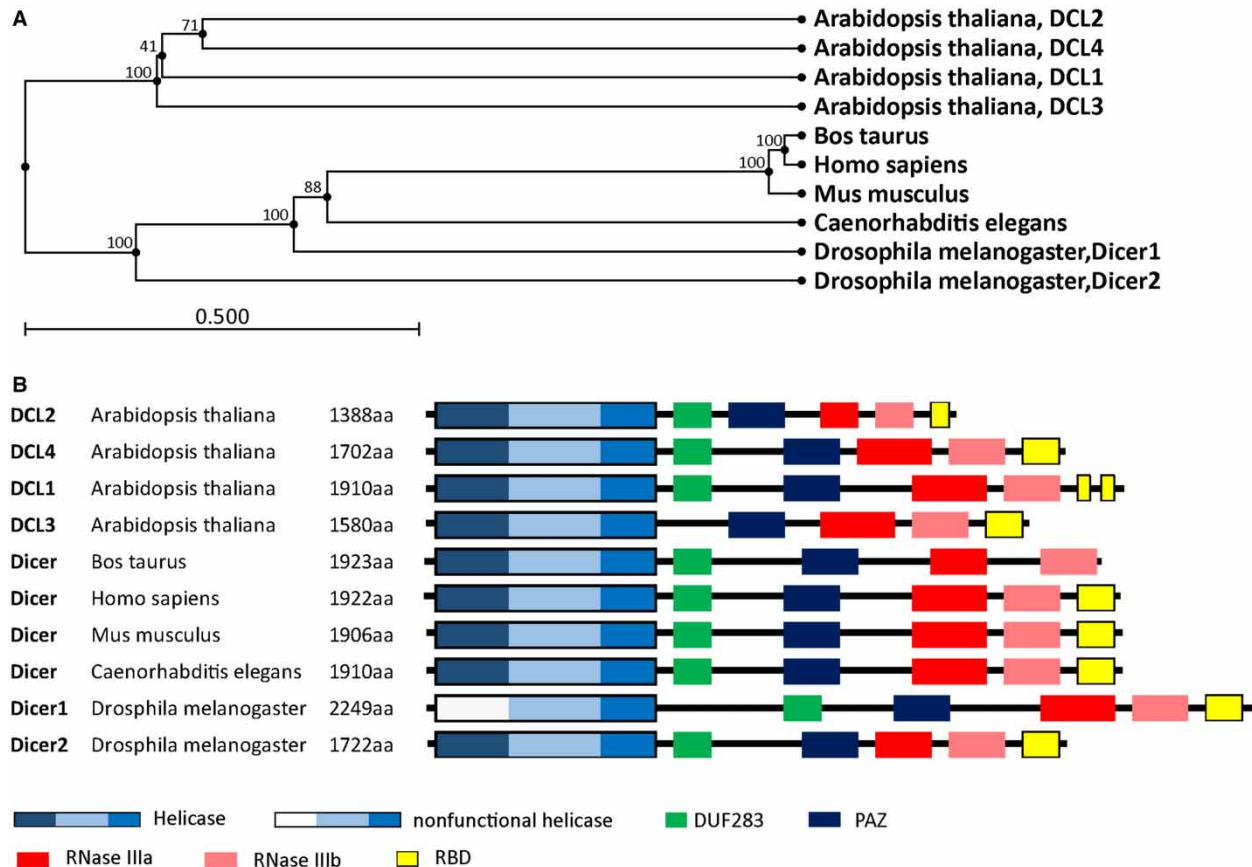 A
Arabidopsis thaliana, DCL2
Arabidopsis thaliana, DCL4
Arabidopsis thaliana, DCL1
Arabidopsis thaliana, DCL3
Bos taurus
Homo sapiens
Mus musculus
Caenorhabditis elegans
Drosophila melanogaster,Dicer1
Drosophila melanogaster,Dicer2
71
41
100
100
100
88
100
100
0.500
B
DCL2 Arabidopsis thaliana 1388aa
DCL4 Arabidopsis thaliana 1702aa
DCL1 Arabidopsis thaliana 1910aa
DCL3 Arabidopsis thaliana 1580aa
Dicer Bos taurus 1923aa
Dicer Homo sapiens 1922aa
Dicer Mus musculus 1906aa
Dicer Caenorhabditis elegans 1910aa
Dicer1 Drosphila melanogaster 2249aa
Dicer2 Drosphila melanogaster 1722aa
Helicase nonfunctional helicase DUF283 PAZ
RNase IIIa RNase IIIb RBD